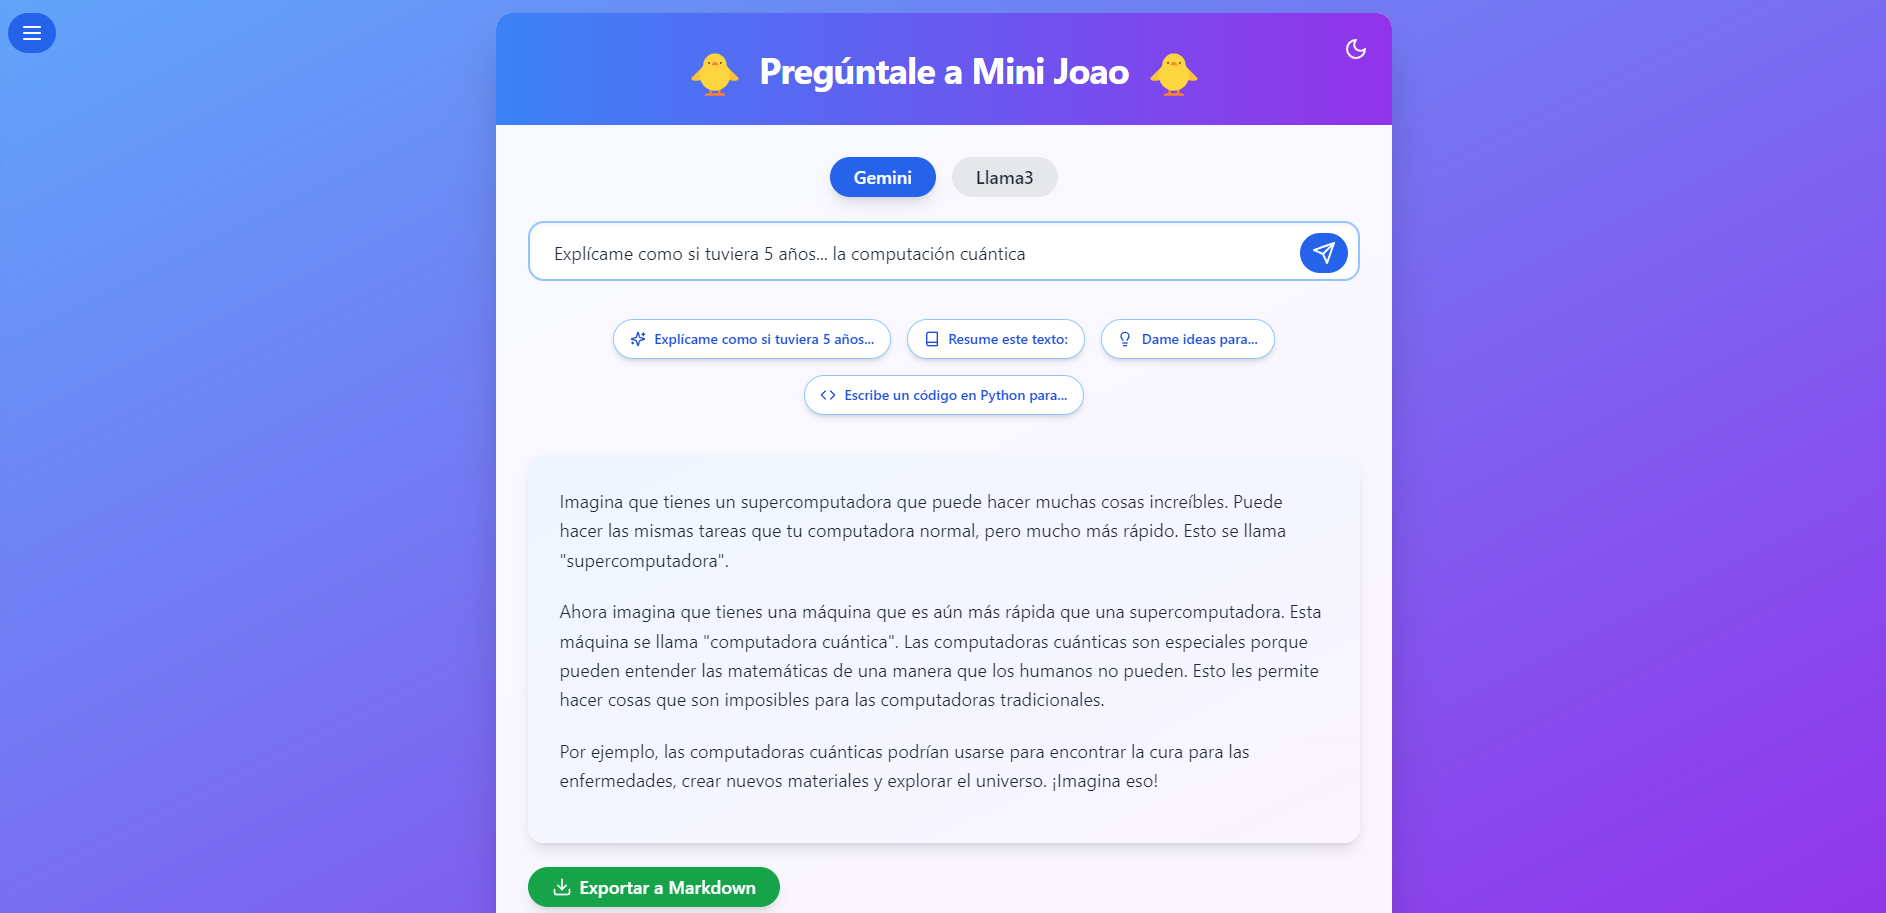 Pregúntale a Mini Joao
Gemini
Llama3
Explícame como si tuviera 5 años... la computación cuántica
Explícame como si tuviera 5 años...
Resume este texto:
Dame ideas para...
Escribe un código en Python para...
Imagina que tienes un supercomputadora que puede hacer muchas cosas increíbles. Puede
hacer las mismas tareas que tu computadora normal, pero mucho más rápido. Esto se llama
"supercomputadora".
Ahora imagina que tienes una máquina que es aún más rápida que una supercomputadora. Esta
máquina se llama "computadora cuántica". Las computadoras cuánticas son especiales porque
pueden entender las matemáticas de una manera que los humanos no pueden. Esto les permite
hacer cosas que son imposibles para las computadoras tradicionales.
Por ejemplo, las computadoras cuánticas podrían usarse para encontrar la cura para las
enfermedades, crear nuevos materiales y explorar el universo. ¡Imagina eso!
Exportar a Markdown